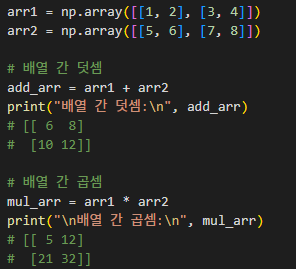 arr1 = np.array([[1, 2], [3, 4]])
arr2 = np.array([[5, 6], [7, 8]])
# 배열 간 덧셈
add_arr = arr1 + arr2
print("배열 간 덧셈:\n", add_arr)
# [[ 6  8]
#  [10 12]]
# 배열 간 곱셈
mul_arr = arr1 * arr2
print("\n배열 간 곱셈:\n", mul_arr)
# [[ 5 12]
#  [21 32]]